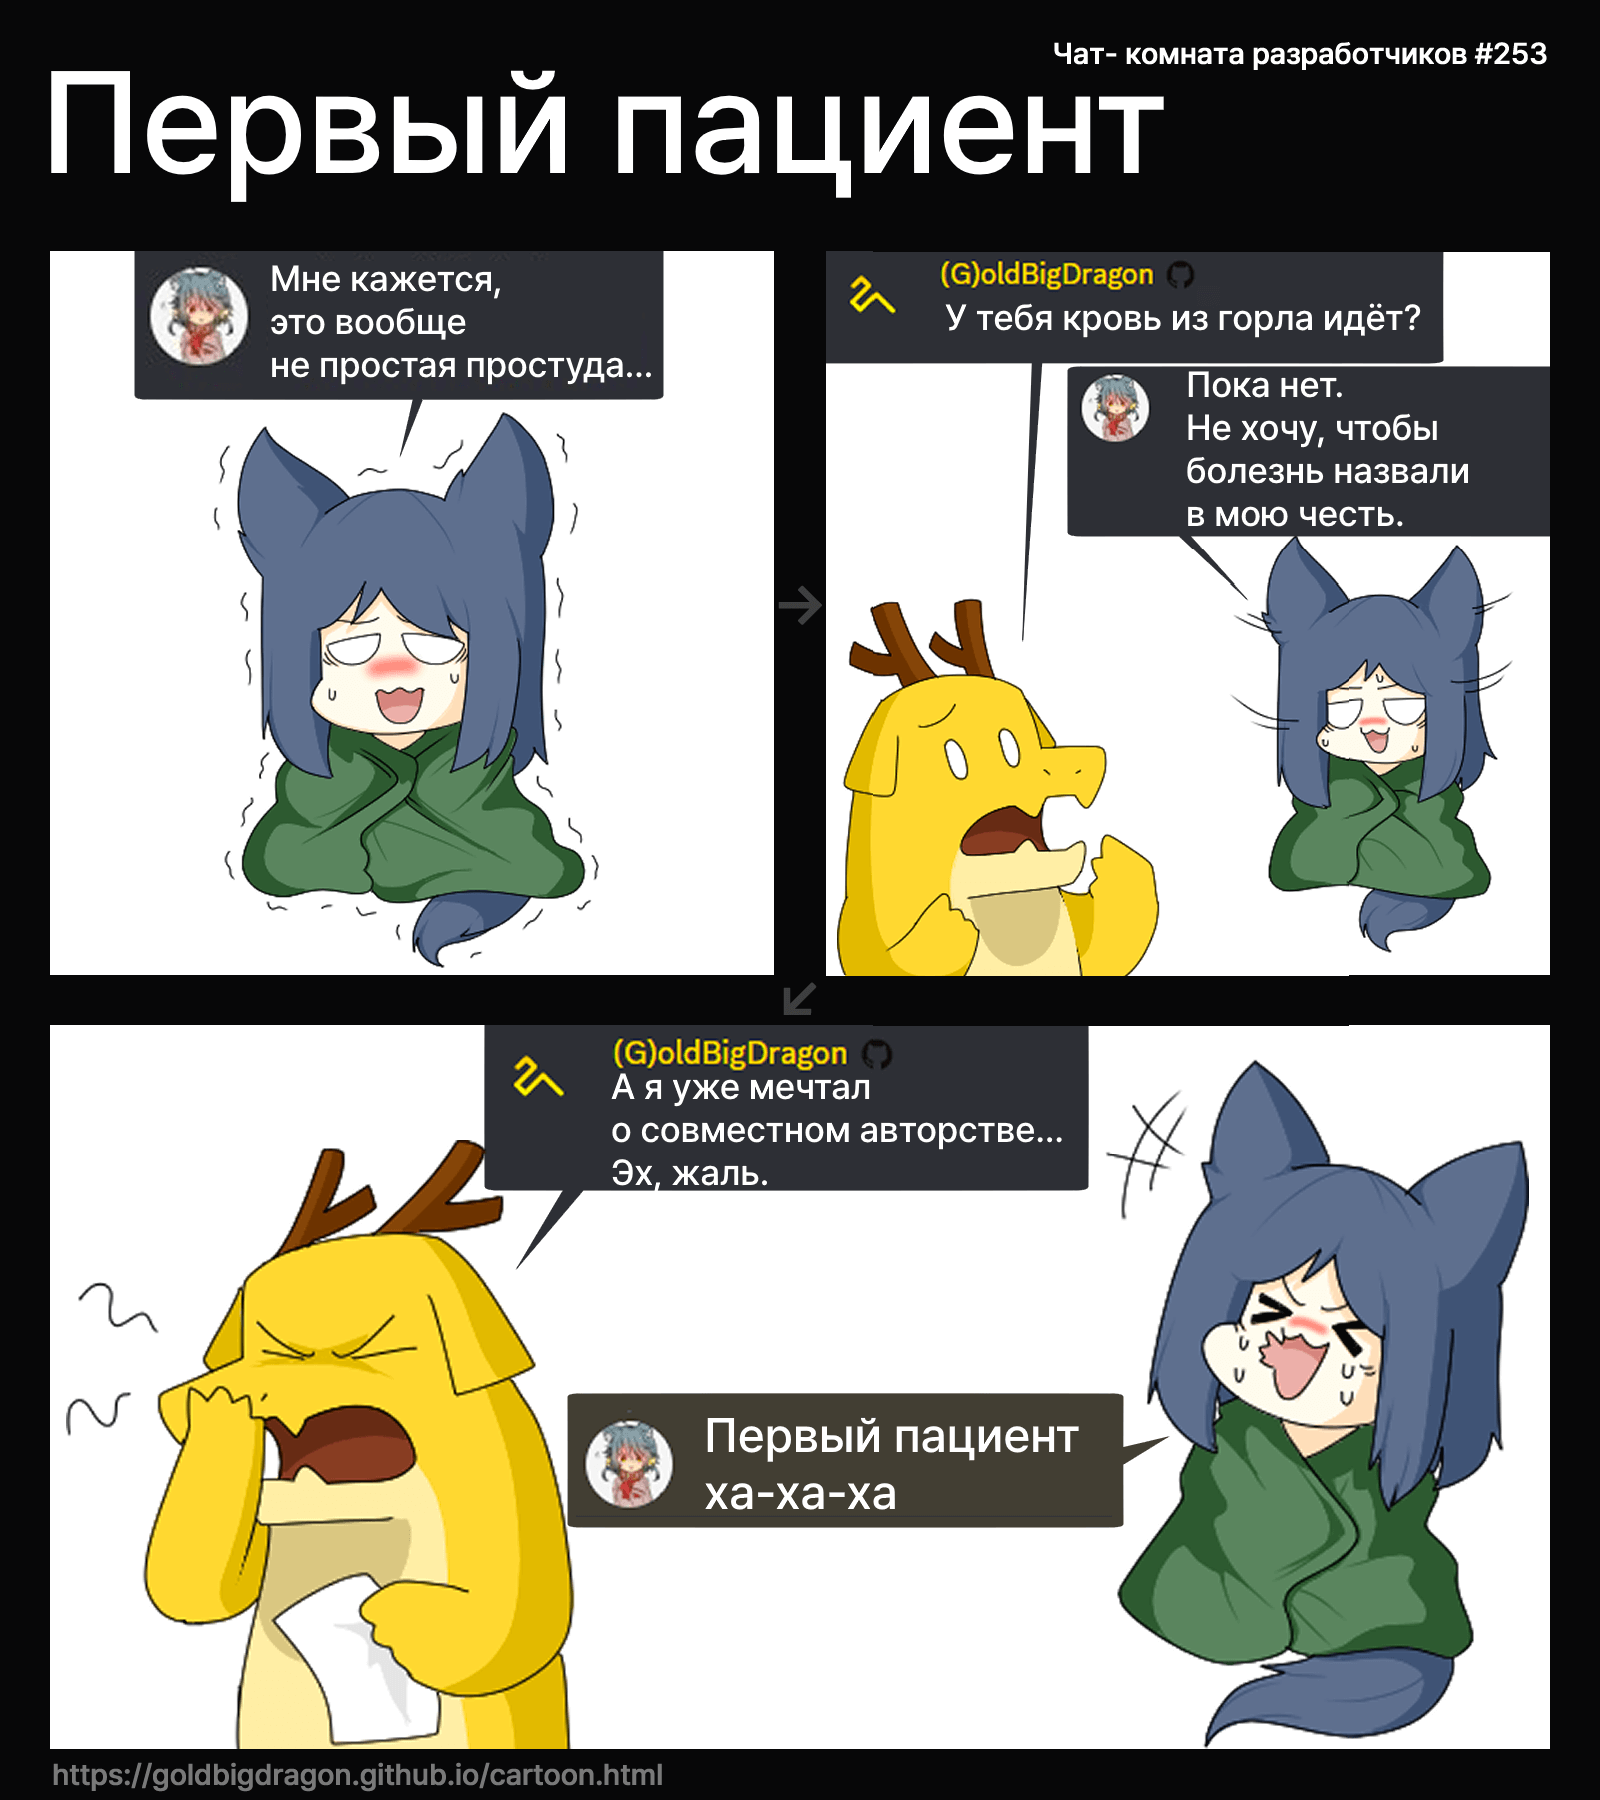 Чат- комната разработчиков #253
Первый пациент
Мне кажется,
это вообще
не простая простуда...
(G)oldBigDragon
У тебя кровь из горла идёт?
Пока нет.
Не хочу, чтобы
болезнь назвали
в мою честь.
(G)oldBigDragon
А я уже мечтал
о совместном авторстве...
Эх, жаль.
Первый пациент
ха-ха-ха
https://goldbigdragon.github.io/cartoon.html